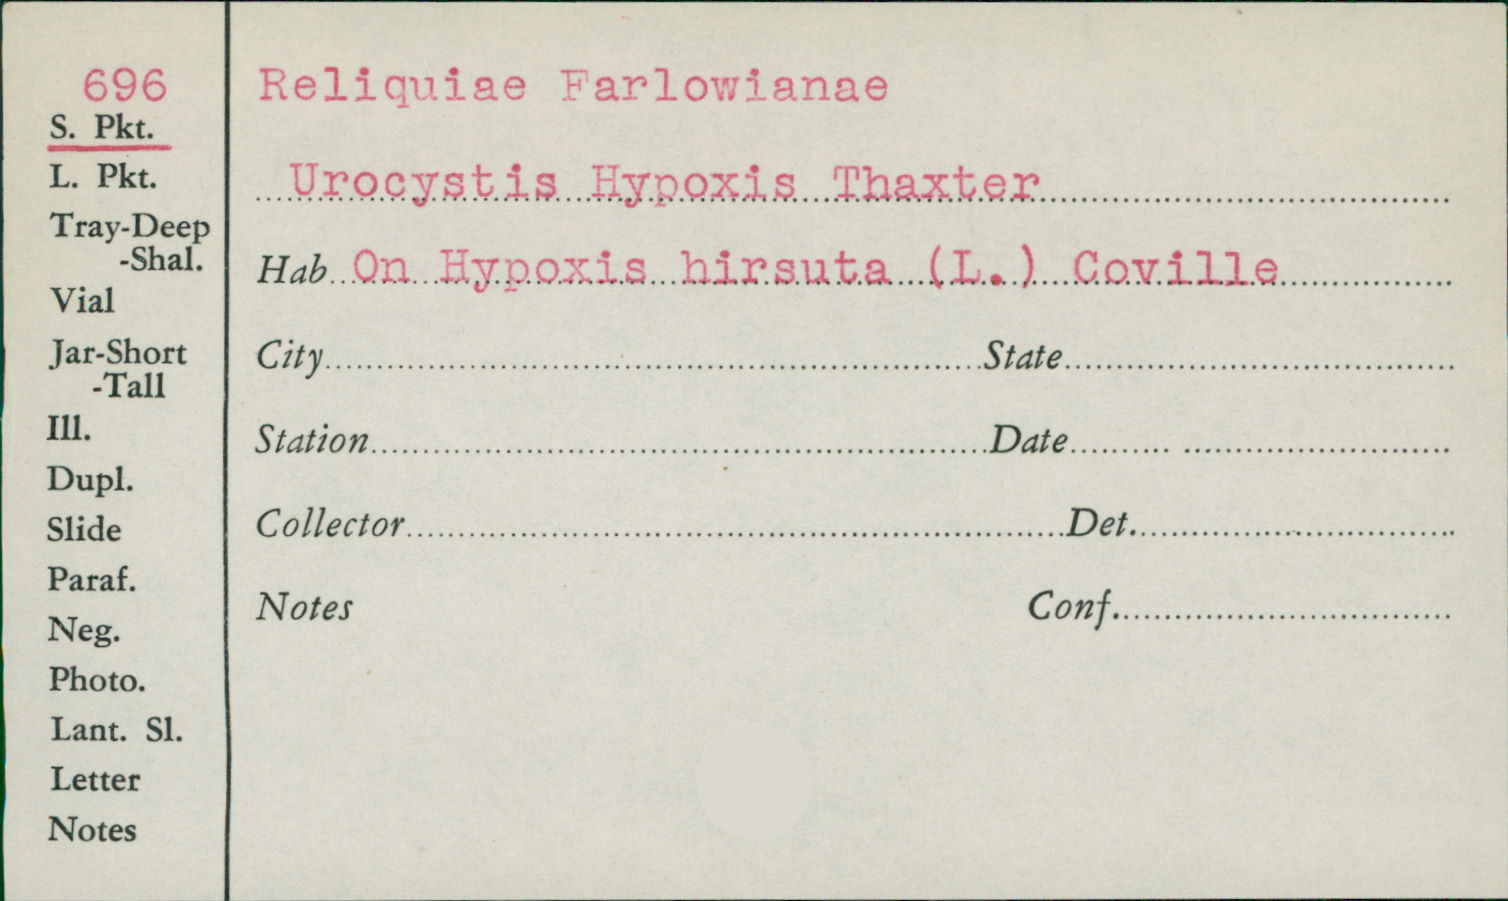 696
S. Pkt.
L. Pkt.
Tray-Deep
-Shal.
Vial
Jar-Short
-Tall
Ill.
Dupl.
Slide
Paraf.
Neg.
Photo.
Lant. Sl.
Letter
Notes
Reliquiae Farlowianae
Urocystis Hypoxis Thaxter
Hab. On Hypoxis hirsuta (L.) Coville
City State
Station Date
Collector Det.
Notes Conf.